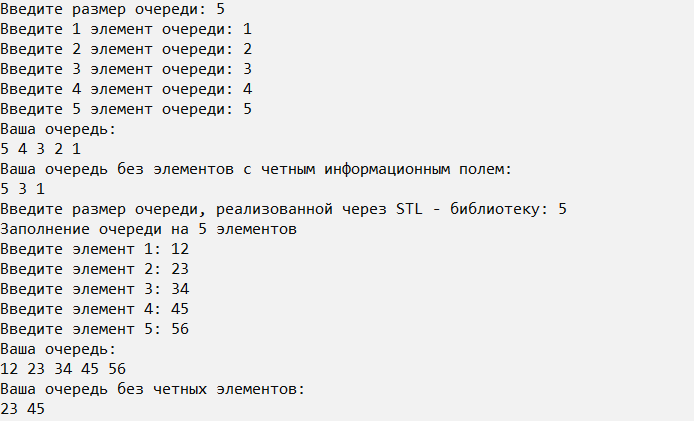 Введите размер очереди: 5
Введите 1 элемент очереди: 1
Введите 2 элемент очереди: 2
Введите 3 элемент очереди: 3
Введите 4 элемент очереди: 4
Введите 5 элемент очереди: 5
Ваша очередь:
5 4 3 2 1
Ваша очередь без элементов с четным информационным полем:
5 3 1
Введите размер очереди, реализованной через STL - библиотеку: 5
Заполнение очереди на 5 элементов
Введите элемент 1: 12
Введите элемент 2: 23
Введите элемент 3: 34
Введите элемент 4: 45
Введите элемент 5: 56
Ваша очередь:
12 23 34 45 56
Ваша очередь без четных элементов:
23 45